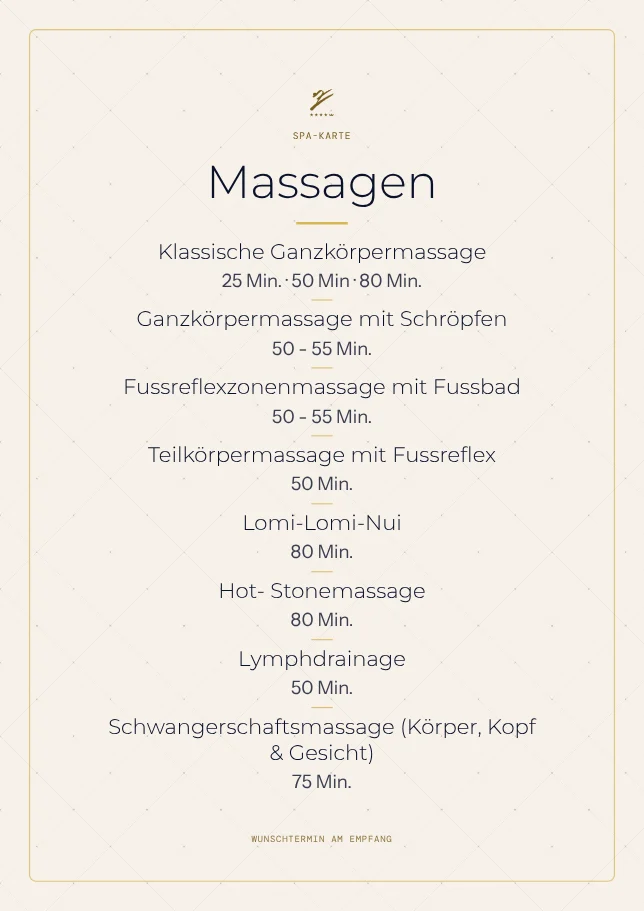 SPA-KARTE
Massagen
Klassische Ganzkörpermassage
25 Min. · 50 Min · 80 Min.
Ganzkörpermassage mit Schröpfen
50 - 55 Min.
Fussreflexzonenmassage mit Fussbad
50 - 55 Min.
Teilkörpermassage mit Fussreflex
50 Min.
Lomi-Lomi-Nui
80 Min.
Hot- Stonemassage
80 Min.
Lymphdrainage
50 Min.
Schwangerschaftsmassage (Körper, Kopf
& Gesicht)
75 Min.
WUNSCHTERMIN AM EMPFANG